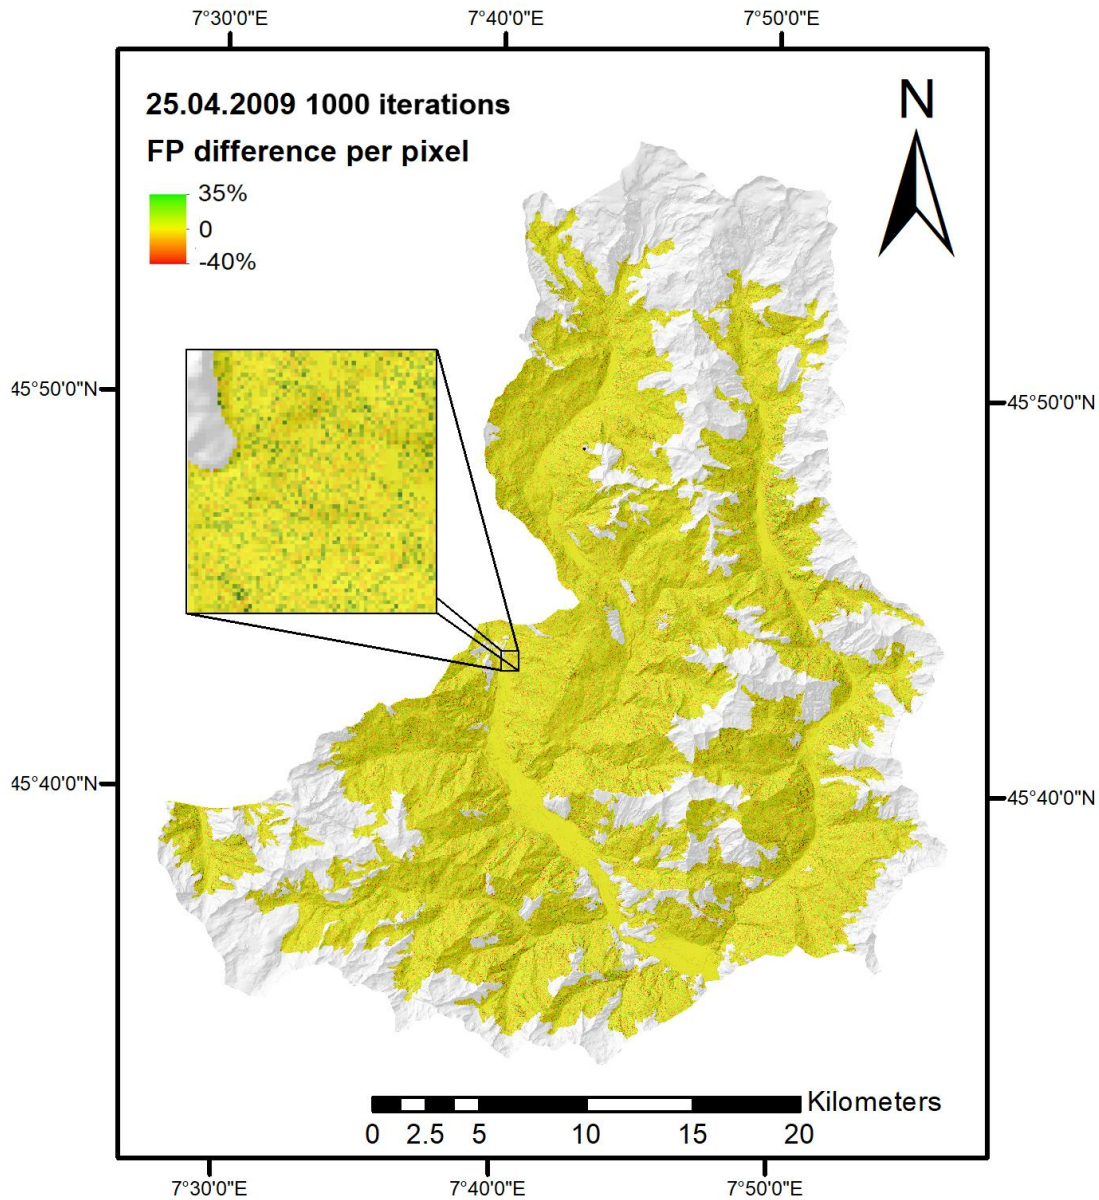 7°30'0"E 7°40'0"E 7°50'0"E
25.04.2009 1000 iterations
N
FP difference per pixel
35%
0
-40%
45°50'0"N 45°50'0"N
45°40'0"N 45°40'0"N
Kilometers
0 2.5 5 10 15 20
7°30'0"E 7°40'0"E 7°50'0"E